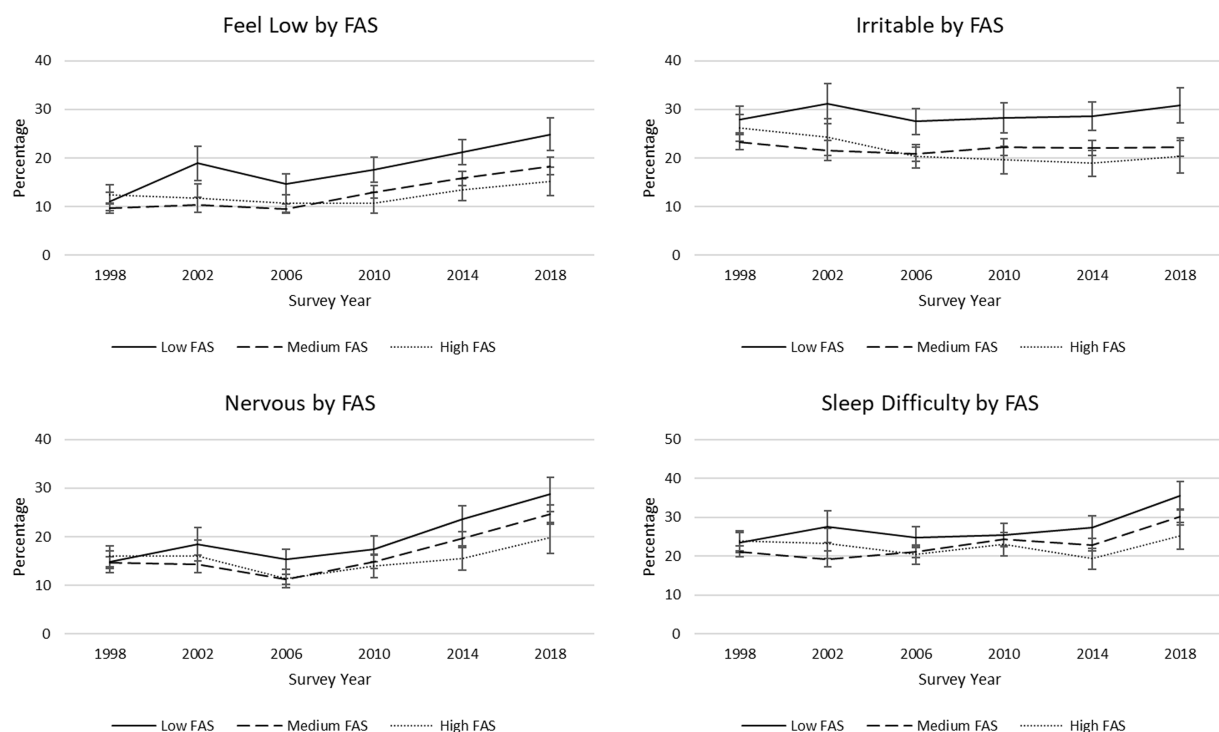 Feel Low by FAS
40
30
20
10
0
Percentage
1998 2002 2006 2010 2014 2018
Survey Year
Low FAS Medium FAS High FAS
Irritable by FAS
40
30
20
10
0
Percentage
1998 2002 2006 2010 2014 2018
Survey Year
Low FAS Medium FAS High FAS
Nervous by FAS
40
30
20
10
0
Percentage
1998 2002 2006 2010 2014 2018
Survey Year
Low FAS Medium FAS High FAS
Sleep Difficulty by FAS
50
40
30
20
10
0
Percentage
1998 2002 2006 2010 2014 2018
Survey Year
Low FAS Medium FAS High FAS